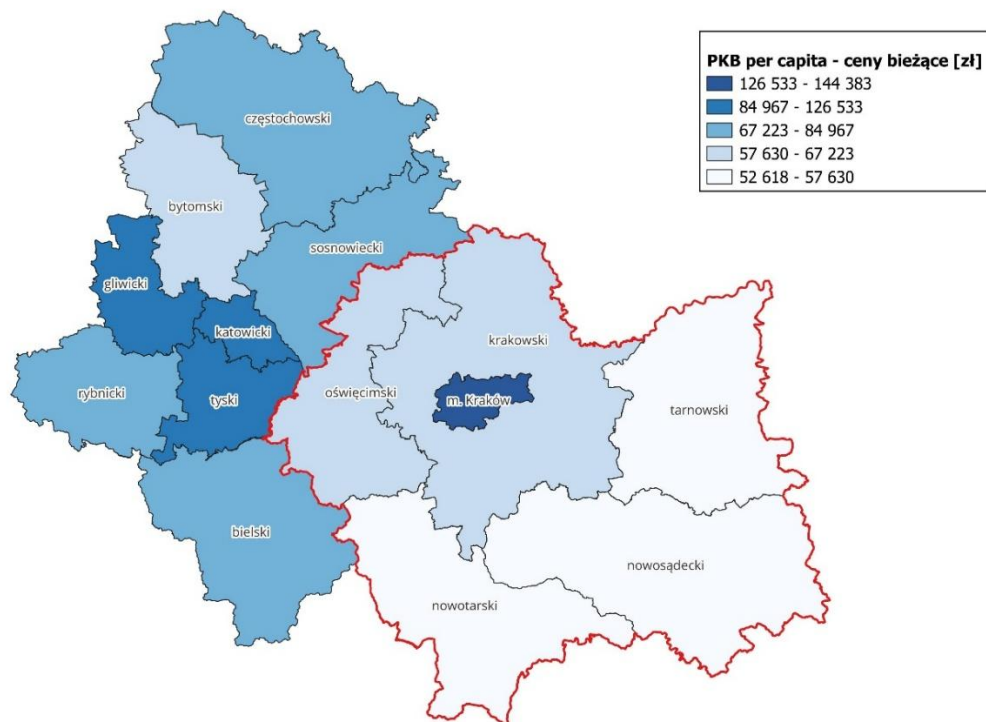 PKB per capita - ceny bieżące [zł]
126 533 - 144 383
84 967 - 126 533
67 223 - 84 967
57 630 - 67 223
52 618 - 57 630
częstochowski
bytomski
sosnowiecki
gliwicki
katowicki
krakowski
rybnicki
tyski
oświęcimski
m. Kraków
tarnowski
bielski
nowosądecki
nowotarski